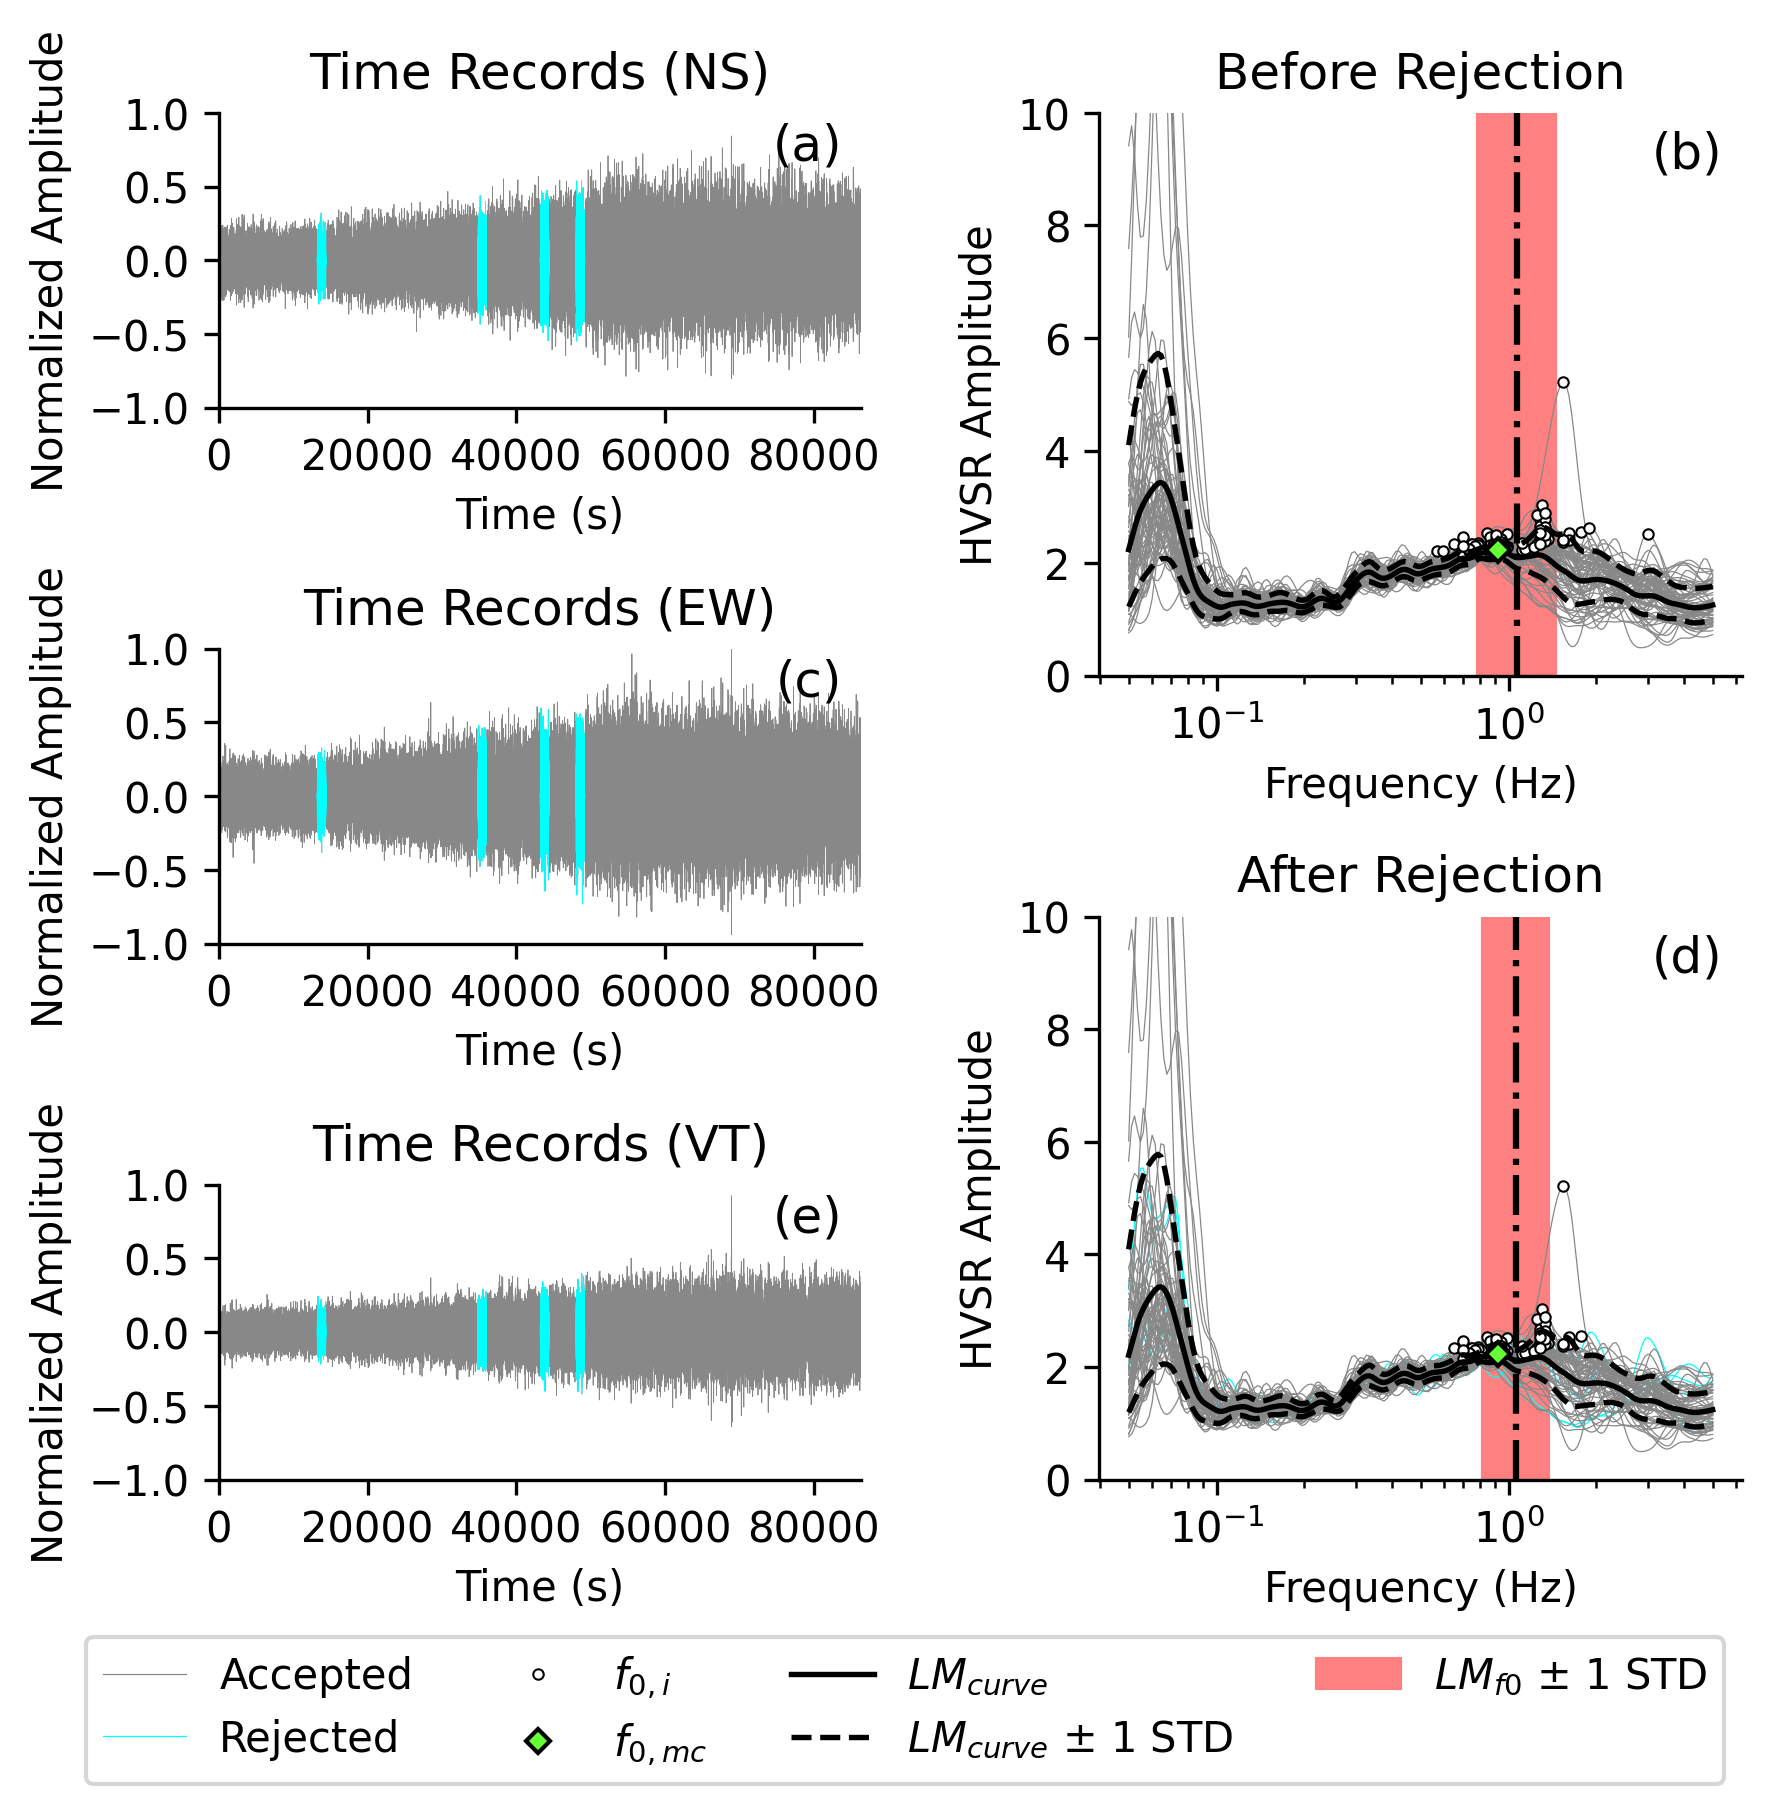 Time Records (NS)
Normalized Amplitude
1.0
0.5
0.0
−0.5
−1.0
(a)
0 20000 40000 60000 80000
Time (s)
Before Rejection
HVSR Amplitude
10
8
6
4
2
0
(b)
10⁻¹ 10⁰
Frequency (Hz)
Time Records (EW)
Normalized Amplitude
1.0
0.5
0.0
−0.5
−1.0
(c)
0 20000 40000 60000 80000
Time (s)
After Rejection
HVSR Amplitude
10
8
6
4
2
0
(d)
10⁻¹ 10⁰
Frequency (Hz)
Time Records (VT)
Normalized Amplitude
1.0
0.5
0.0
−0.5
−1.0
(e)
0 20000 40000 60000 80000
Time (s)
Accepted
Rejected
f0,i
f0,mc
LMcurve
LMcurve ± 1 STD
LMf0 ± 1 STD